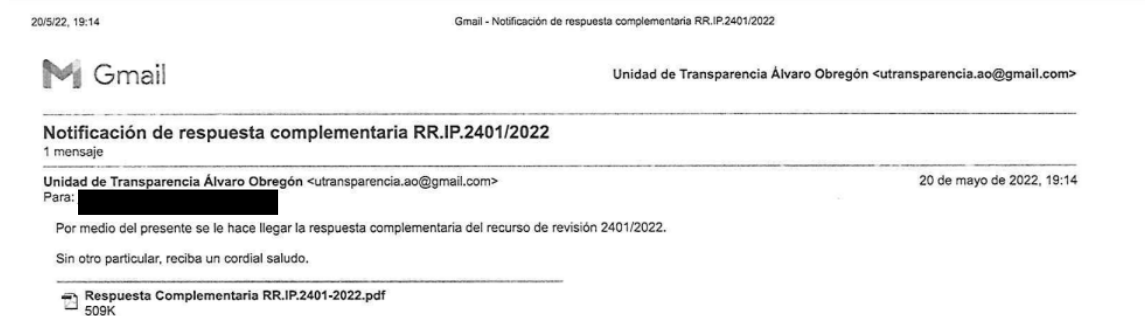 20/5/22, 19:14 Gmail - Notificación de respuesta complementaria RR.IP.2401/2022
Gmail Unidad de Transparencia Álvaro Obregón <utransparencia.ao@gmail.com>
Notificación de respuesta complementaria RR.IP.2401/2022
1 mensaje
Unidad de Transparencia Álvaro Obregón <utransparencia.ao@gmail.com> 20 de mayo de 2022, 19:14
Para:
Por medio del presente se le hace llegar la respuesta complementaria del recurso de revisión 2401/2022.
Sin otro particular, reciba un cordial saludo.
Respuesta Complementaria RR.IP.2401-2022.pdf
509K